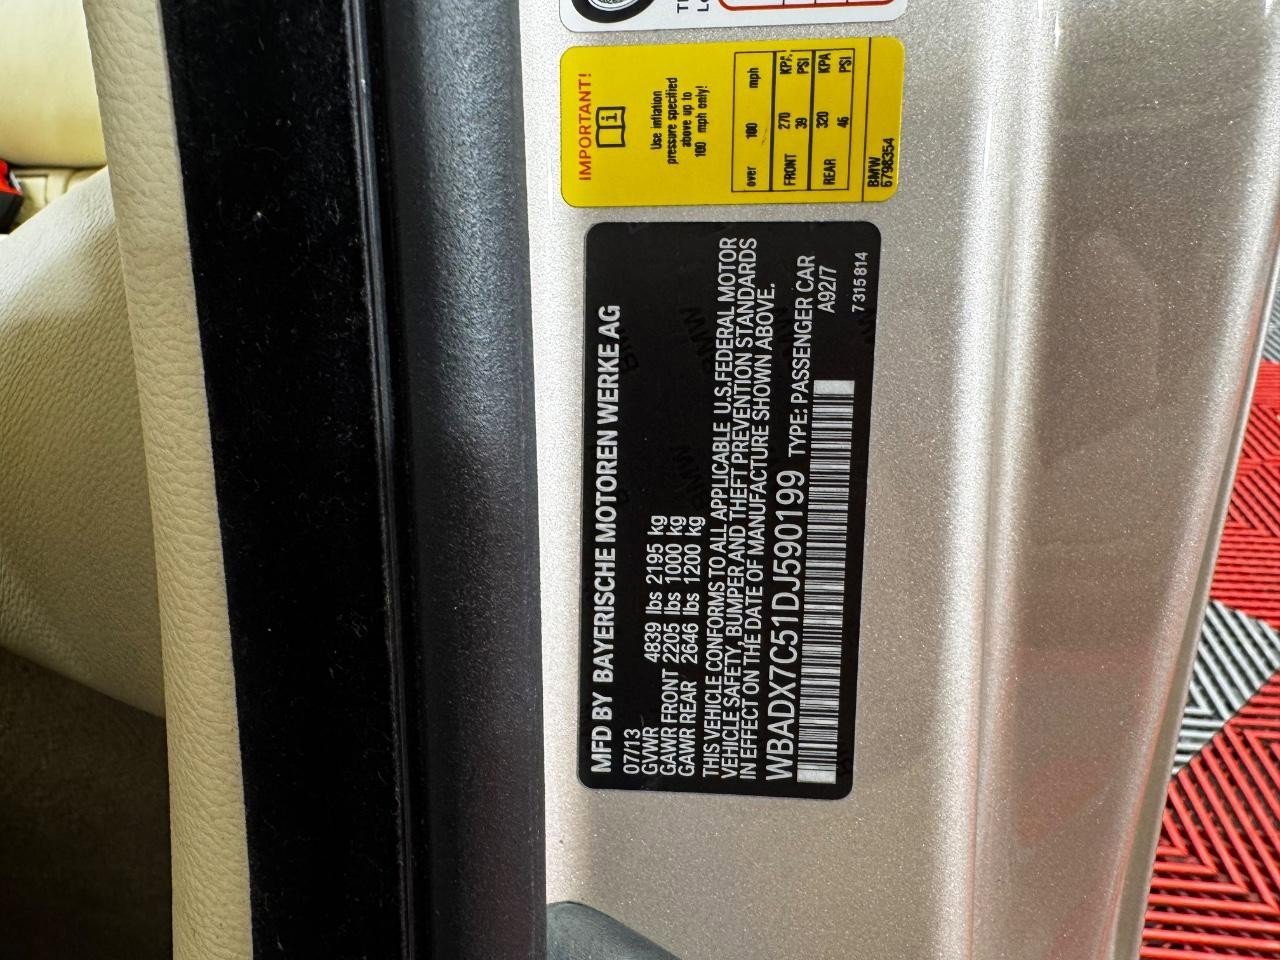 IMPORTANT!
Use inflation
pressure specified
above up to
100 mph only!
over 100 mph
FRONT 270 KPA
39 PSI
REAR 320 KPA
46 PSI
BMW
6798354
MFD BY BAYERISCHE MOTOREN WERKE AG
07/13
GVWR 4839 lbs 2195 kg
GAWR FRONT 2205 lbs 1000 kg
GAWR REAR 2646 lbs 1200 kg
THIS VEHICLE CONFORMS TO ALL APPLICABLE U.S.FEDERAL MOTOR
VEHICLE SAFETY, BUMPER AND THEFT PREVENTION STANDARDS
IN EFFECT ON THE DATE OF MANUFACTURE SHOWN ABOVE.
WBADX7C51DJ590199 TYPE: PASSENGER CAR
A92/7
7315814